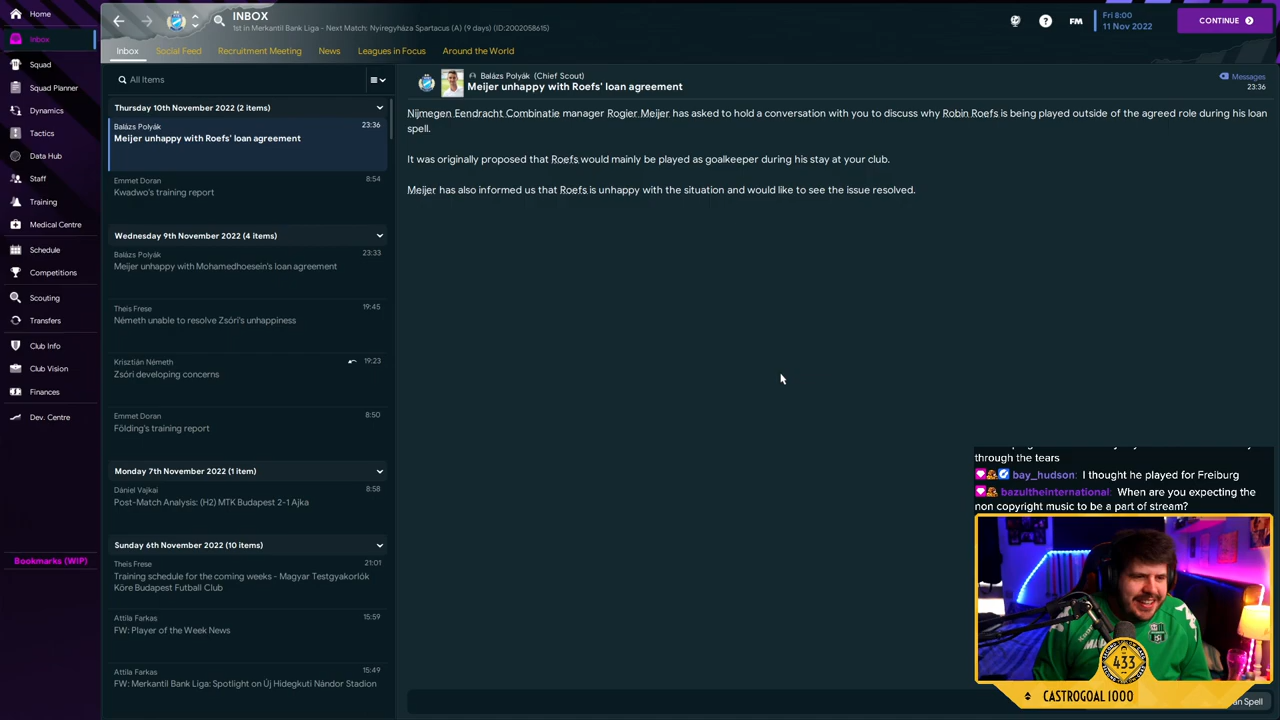 INBOX
1st in Merkantil Bank Liga - Next Match: Nyíregyháza Spartacus (A) (9 days) (ID:2002058615)
FM
Fri 8:00
11 Nov 2022
CONTINUE
Home
Inbox
Squad
Squad Planner
Dynamics
Tactics
Data Hub
Staff
Training
Medical Centre
Schedule
Competitions
Scouting
Transfers
Club Info
Club Vision
Finances
Dev. Centre
Bookmarks (WIP)
Inbox
Social Feed
Recruitment Meeting
News
Leagues in Focus
Around the World
All Items
Thursday 10th November 2022 (2 items)
Balázs Polyák 23:36
Meijer unhappy with Roefs' loan agreement
Emmet Doran 8:54
Kwadwo's training report
Wednesday 9th November 2022 (4 items)
Balázs Polyák 23:33
Meijer unhappy with Mohamedhoesein's loan agreement
Theis Frese 19:45
Németh unable to resolve Zsóri's unhappiness
Krisztián Németh 19:23
Zsóri developing concerns
Emmet Doran 8:50
Földing's training report
Monday 7th November 2022 (1 item)
Dániel Vajkai 8:58
Post-Match Analysis: (H2) MTK Budapest 2-1 Ajka
Sunday 6th November 2022 (10 items)
Theis Frese 21:01
Training schedule for the coming weeks - Magyar Testgyakorlók
Köre Budapest Futball Club
Attila Farkas 15:59
FW: Player of the Week News
Attila Farkas 15:49
FW: Merkantil Bank Liga: Spotlight on Új Hidegkuti Nándor Stadion
Balázs Polyák (Chief Scout)
Meijer unhappy with Roefs' loan agreement
Messages
23:36
Nijmegen Eendracht Combinatie manager Rogier Meijer has asked to hold a conversation with you to discuss why Robin Roefs is being played outside of the agreed role during his loan
spell.
It was originally proposed that Roefs would mainly be played as goalkeeper during his stay at your club.
Meijer has also informed us that Roefs is unhappy with the situation and would like to see the issue resolved.
through the tears
bay_hudson: I thought he played for Freiburg
bazultheinternational: When are you expecting the
non copyright music to be a part of stream?
433
CASTROGOAL 1000
Spell